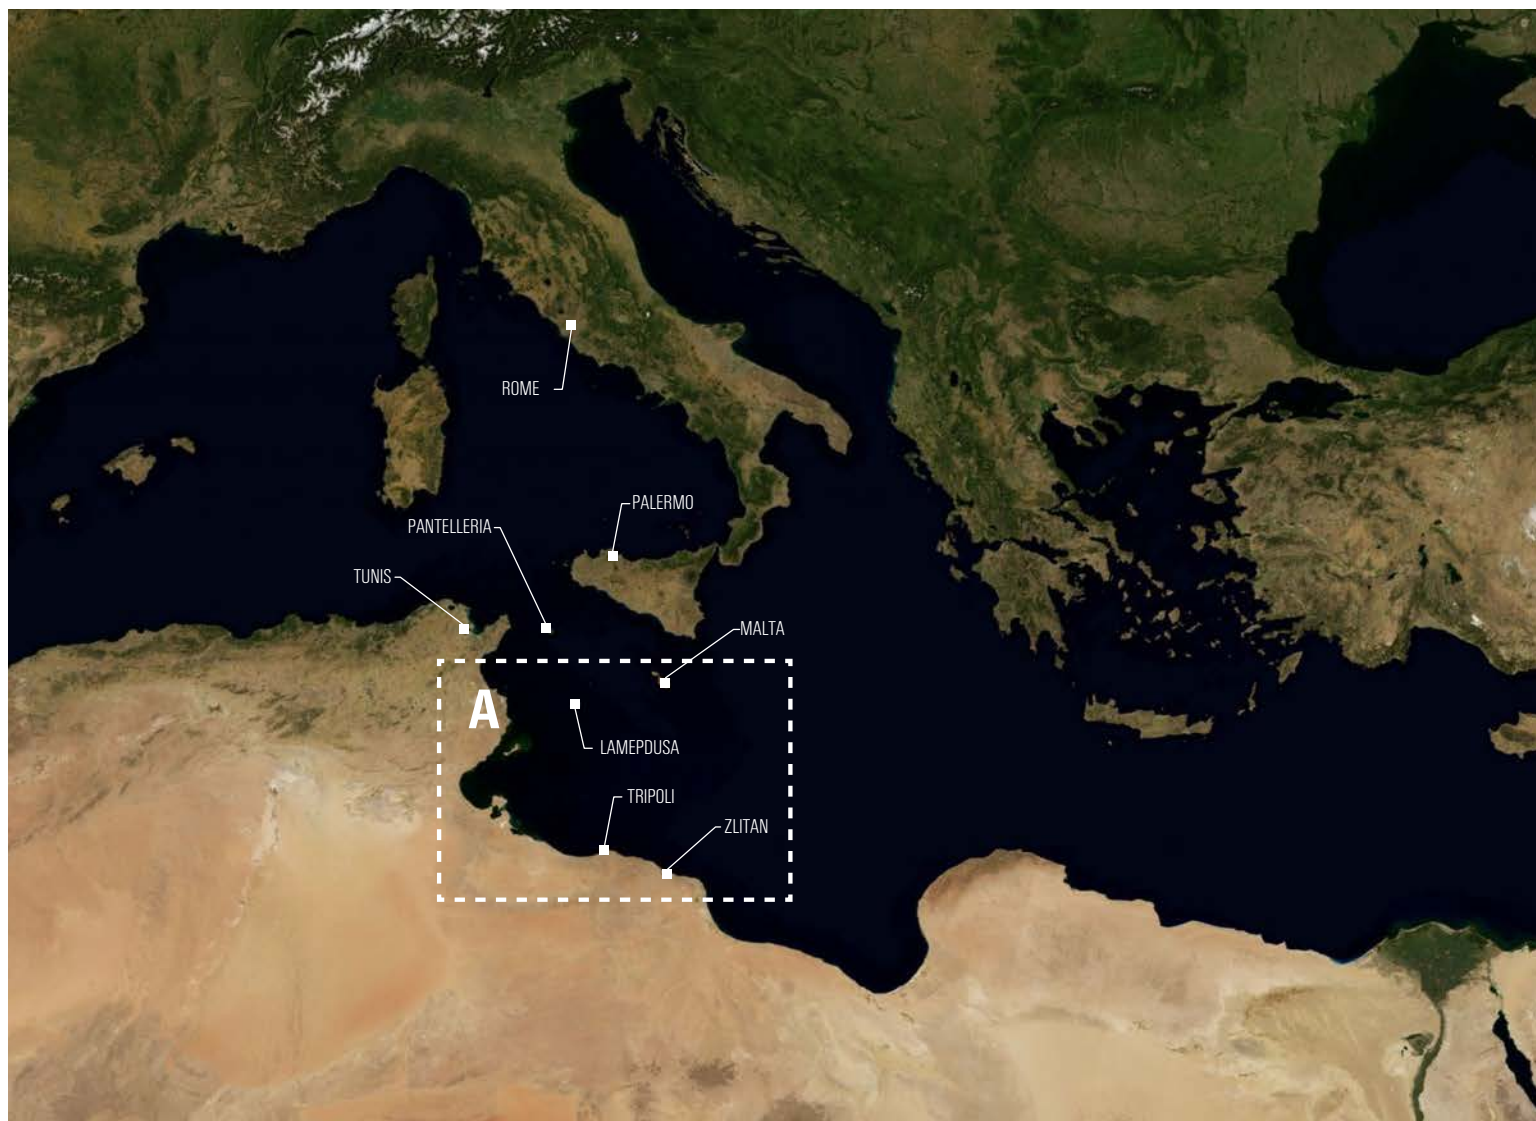 ROME
PALERMO
PANTELLERIA
TUNIS
MALTA
A
LAMEPDUSA
TRIPOLI
ZLITAN